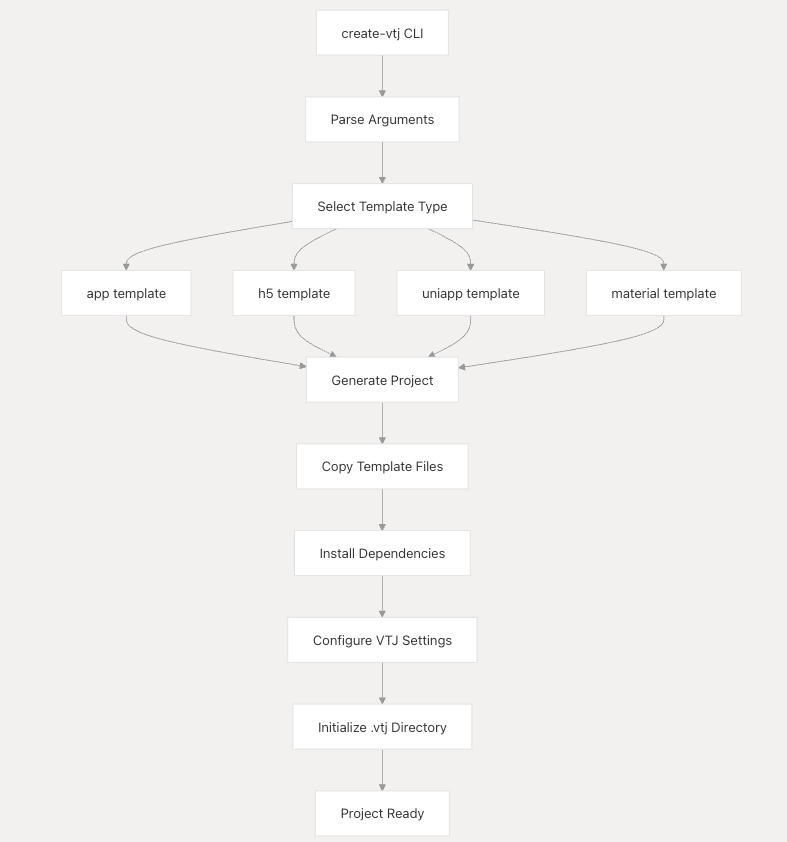 create-vtj CLI
Parse Arguments
Select Template Type
app template
h5 template
uniapp template
material template
Generate Project
Copy Template Files
Install Dependencies
Configure VTJ Settings
Initialize .vtj Directory
Project Ready